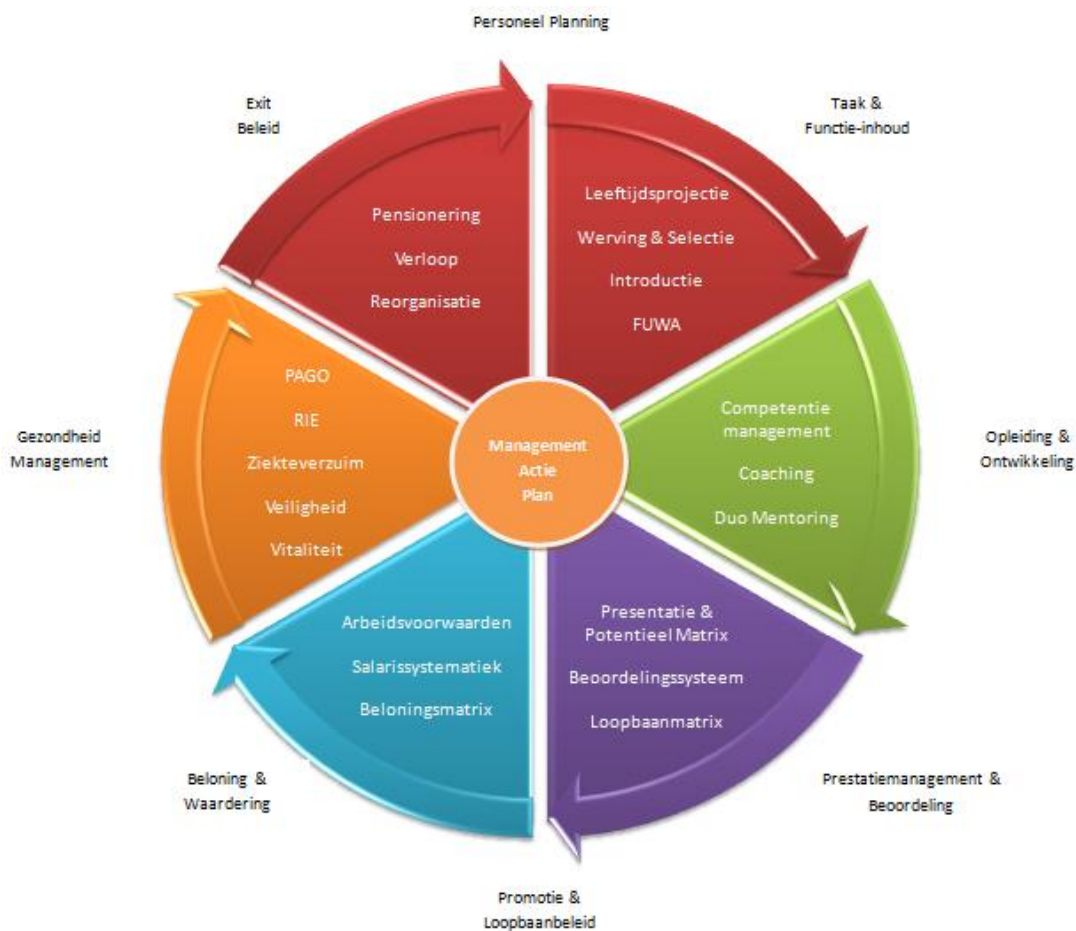 Personeel Planning
Exit
Beleid
Taak &
Functie-inhoud
Pensionering
Verloop
Reorganisatie
Leeftijdsprojectie
Werving & Selectie
Introductie
FUWA
PAGO
RIE
Ziekteverzuim
Veiligheid
Vitaliteit
Gezondheid
Management
Management
Actie
Plan
Competentie
management
Coaching
Duo Mentoring
Opleiding &
Ontwikkeling
Arbeidsvoorwaarden
Salarissystematiek
Beloningsmatrix
Presentatie &
Potentieel Matrix
Beoordelingssysteem
Loopbaanmatrix
Beloning &
Waardering
Prestatiemanagement &
Beoordeling
Promotie &
Loopbaanbeleid